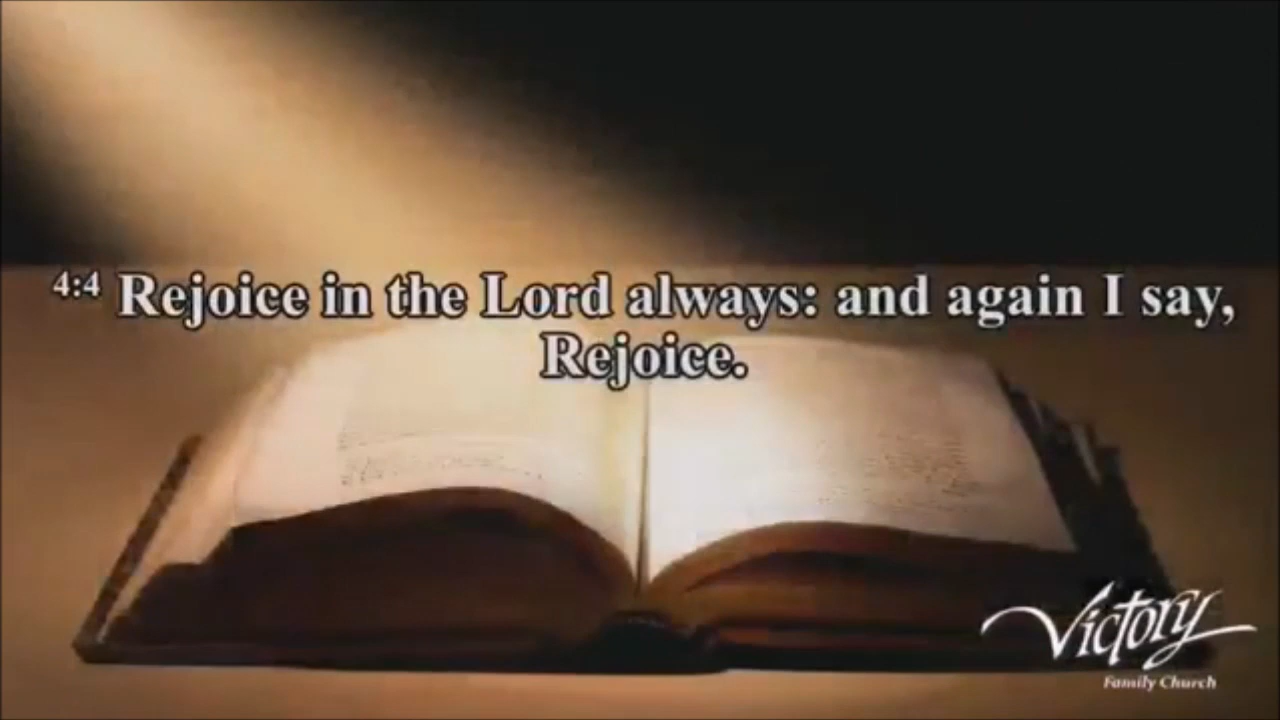 4:4 Rejoice in the Lord always: and again I say,
Rejoice.
Victory
Family Church